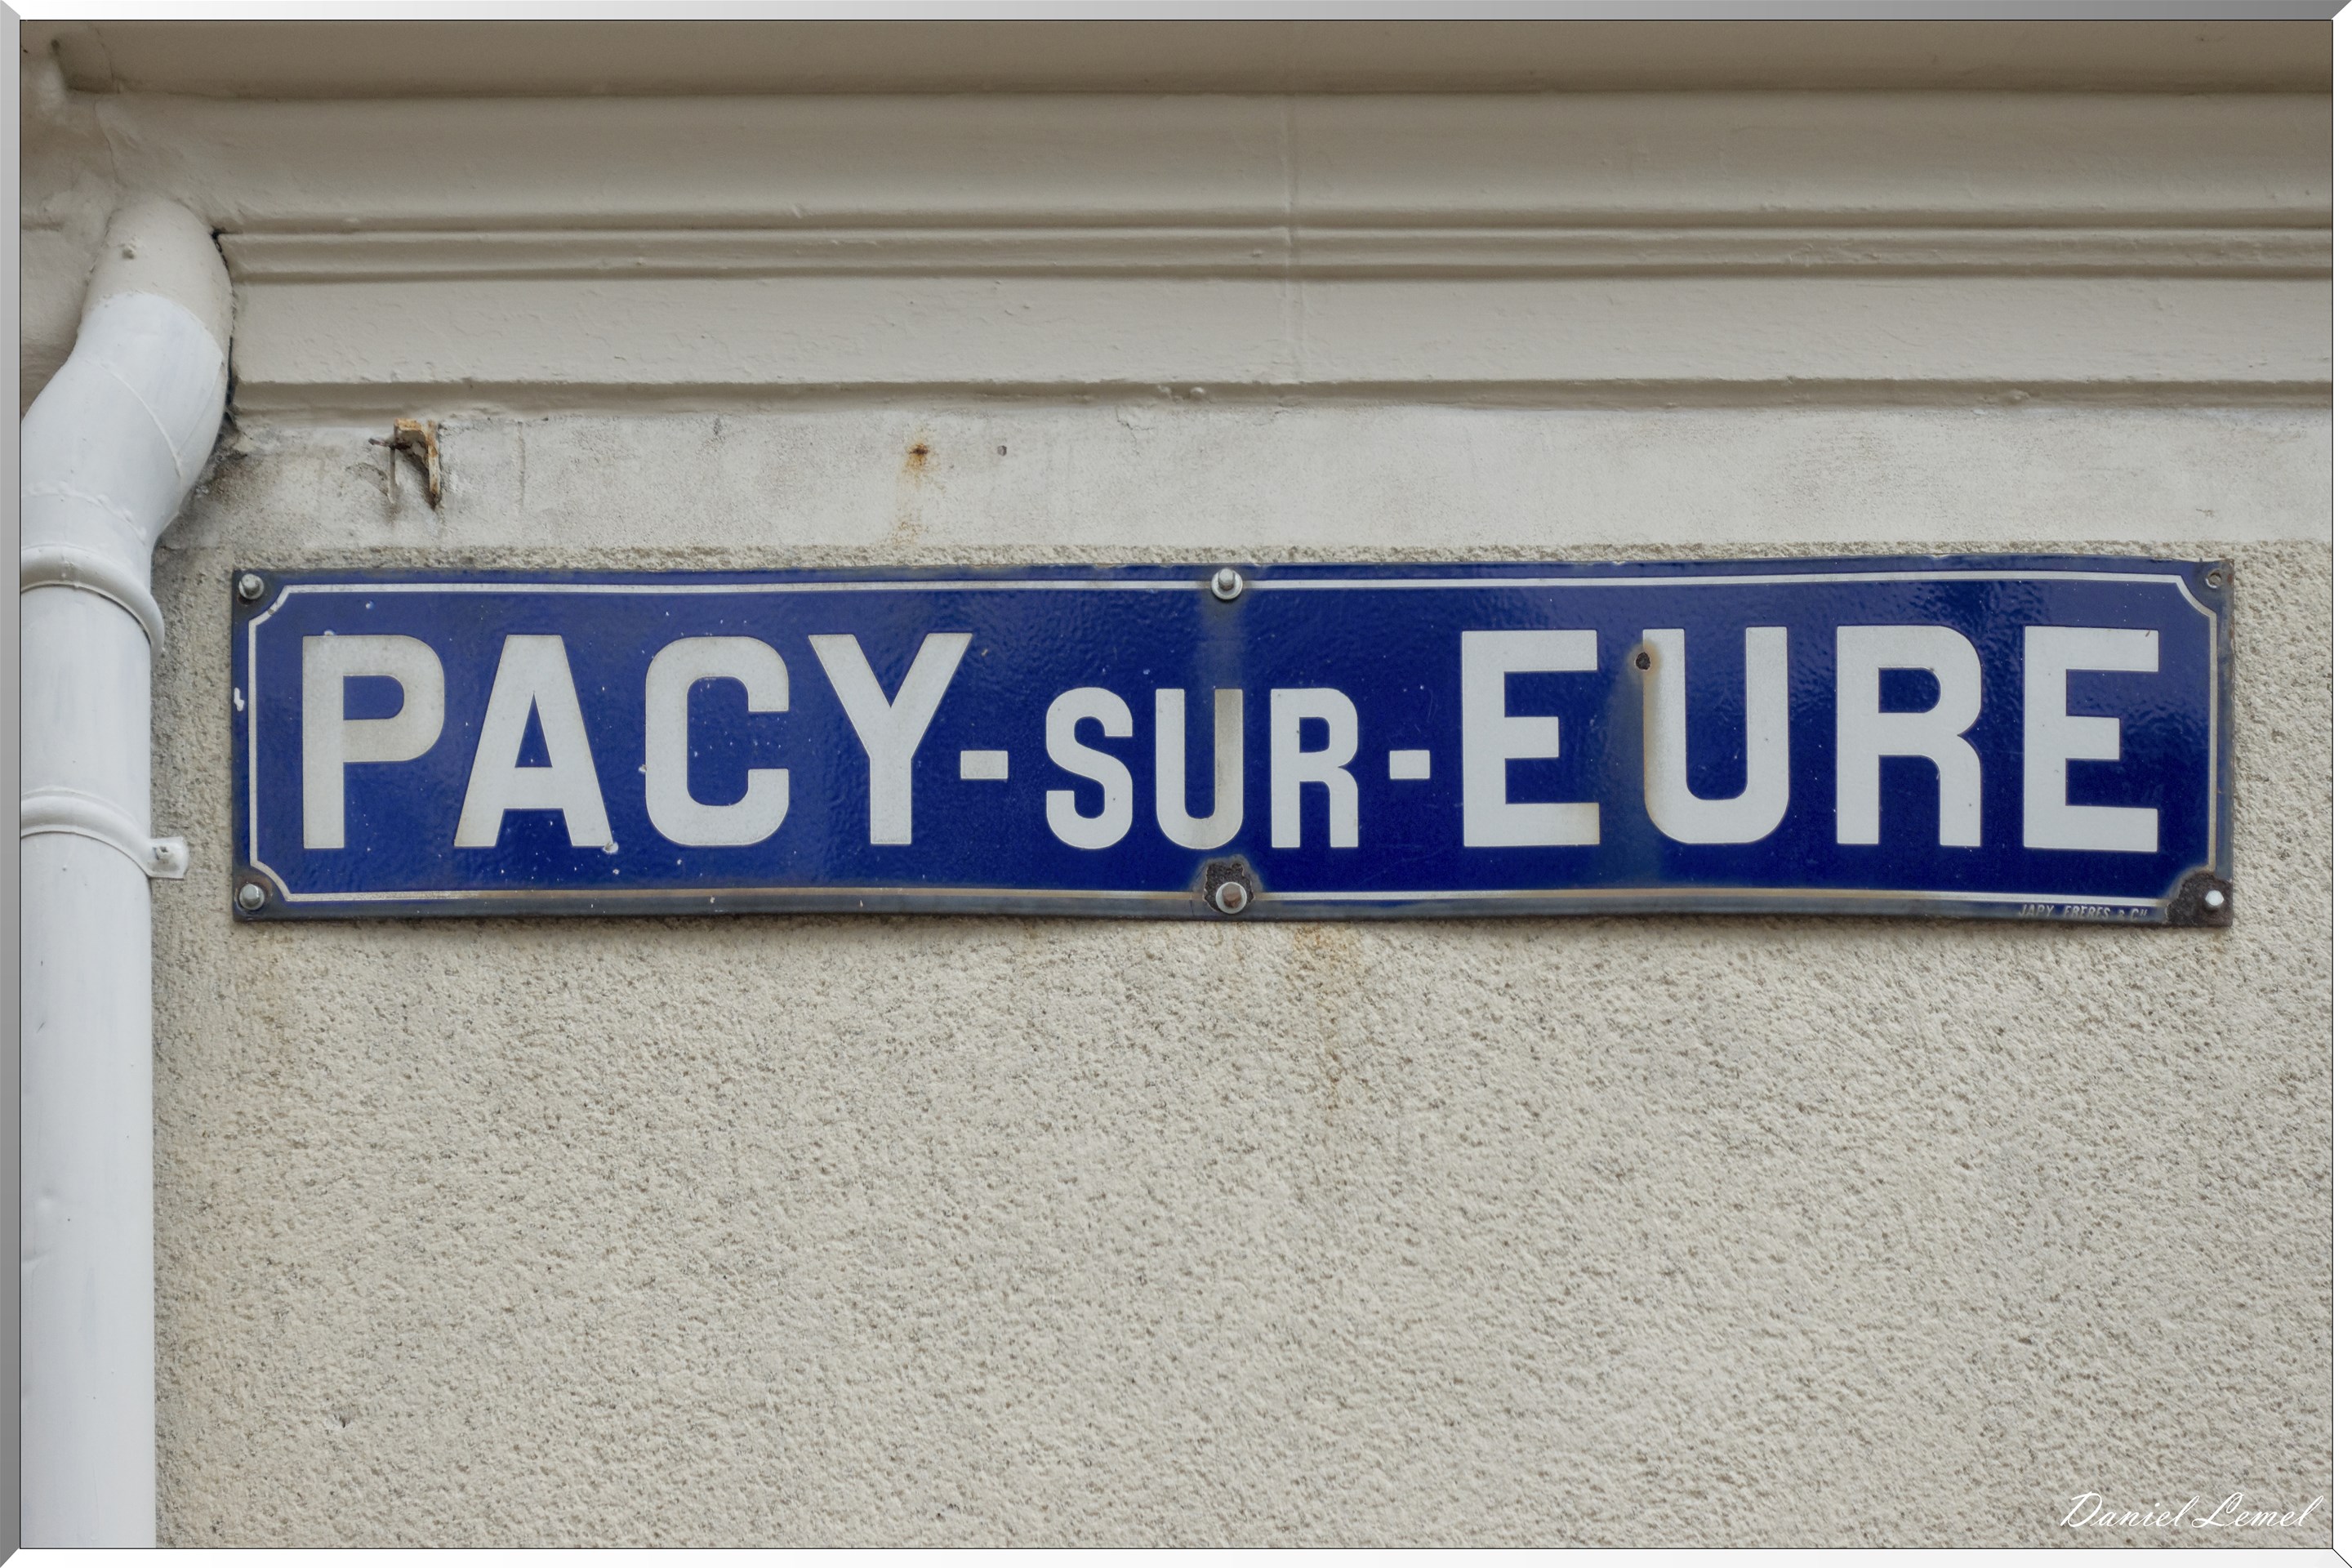 PACY-SUR-EURE
JAPY FRERES & Cie
Daniel Lemel